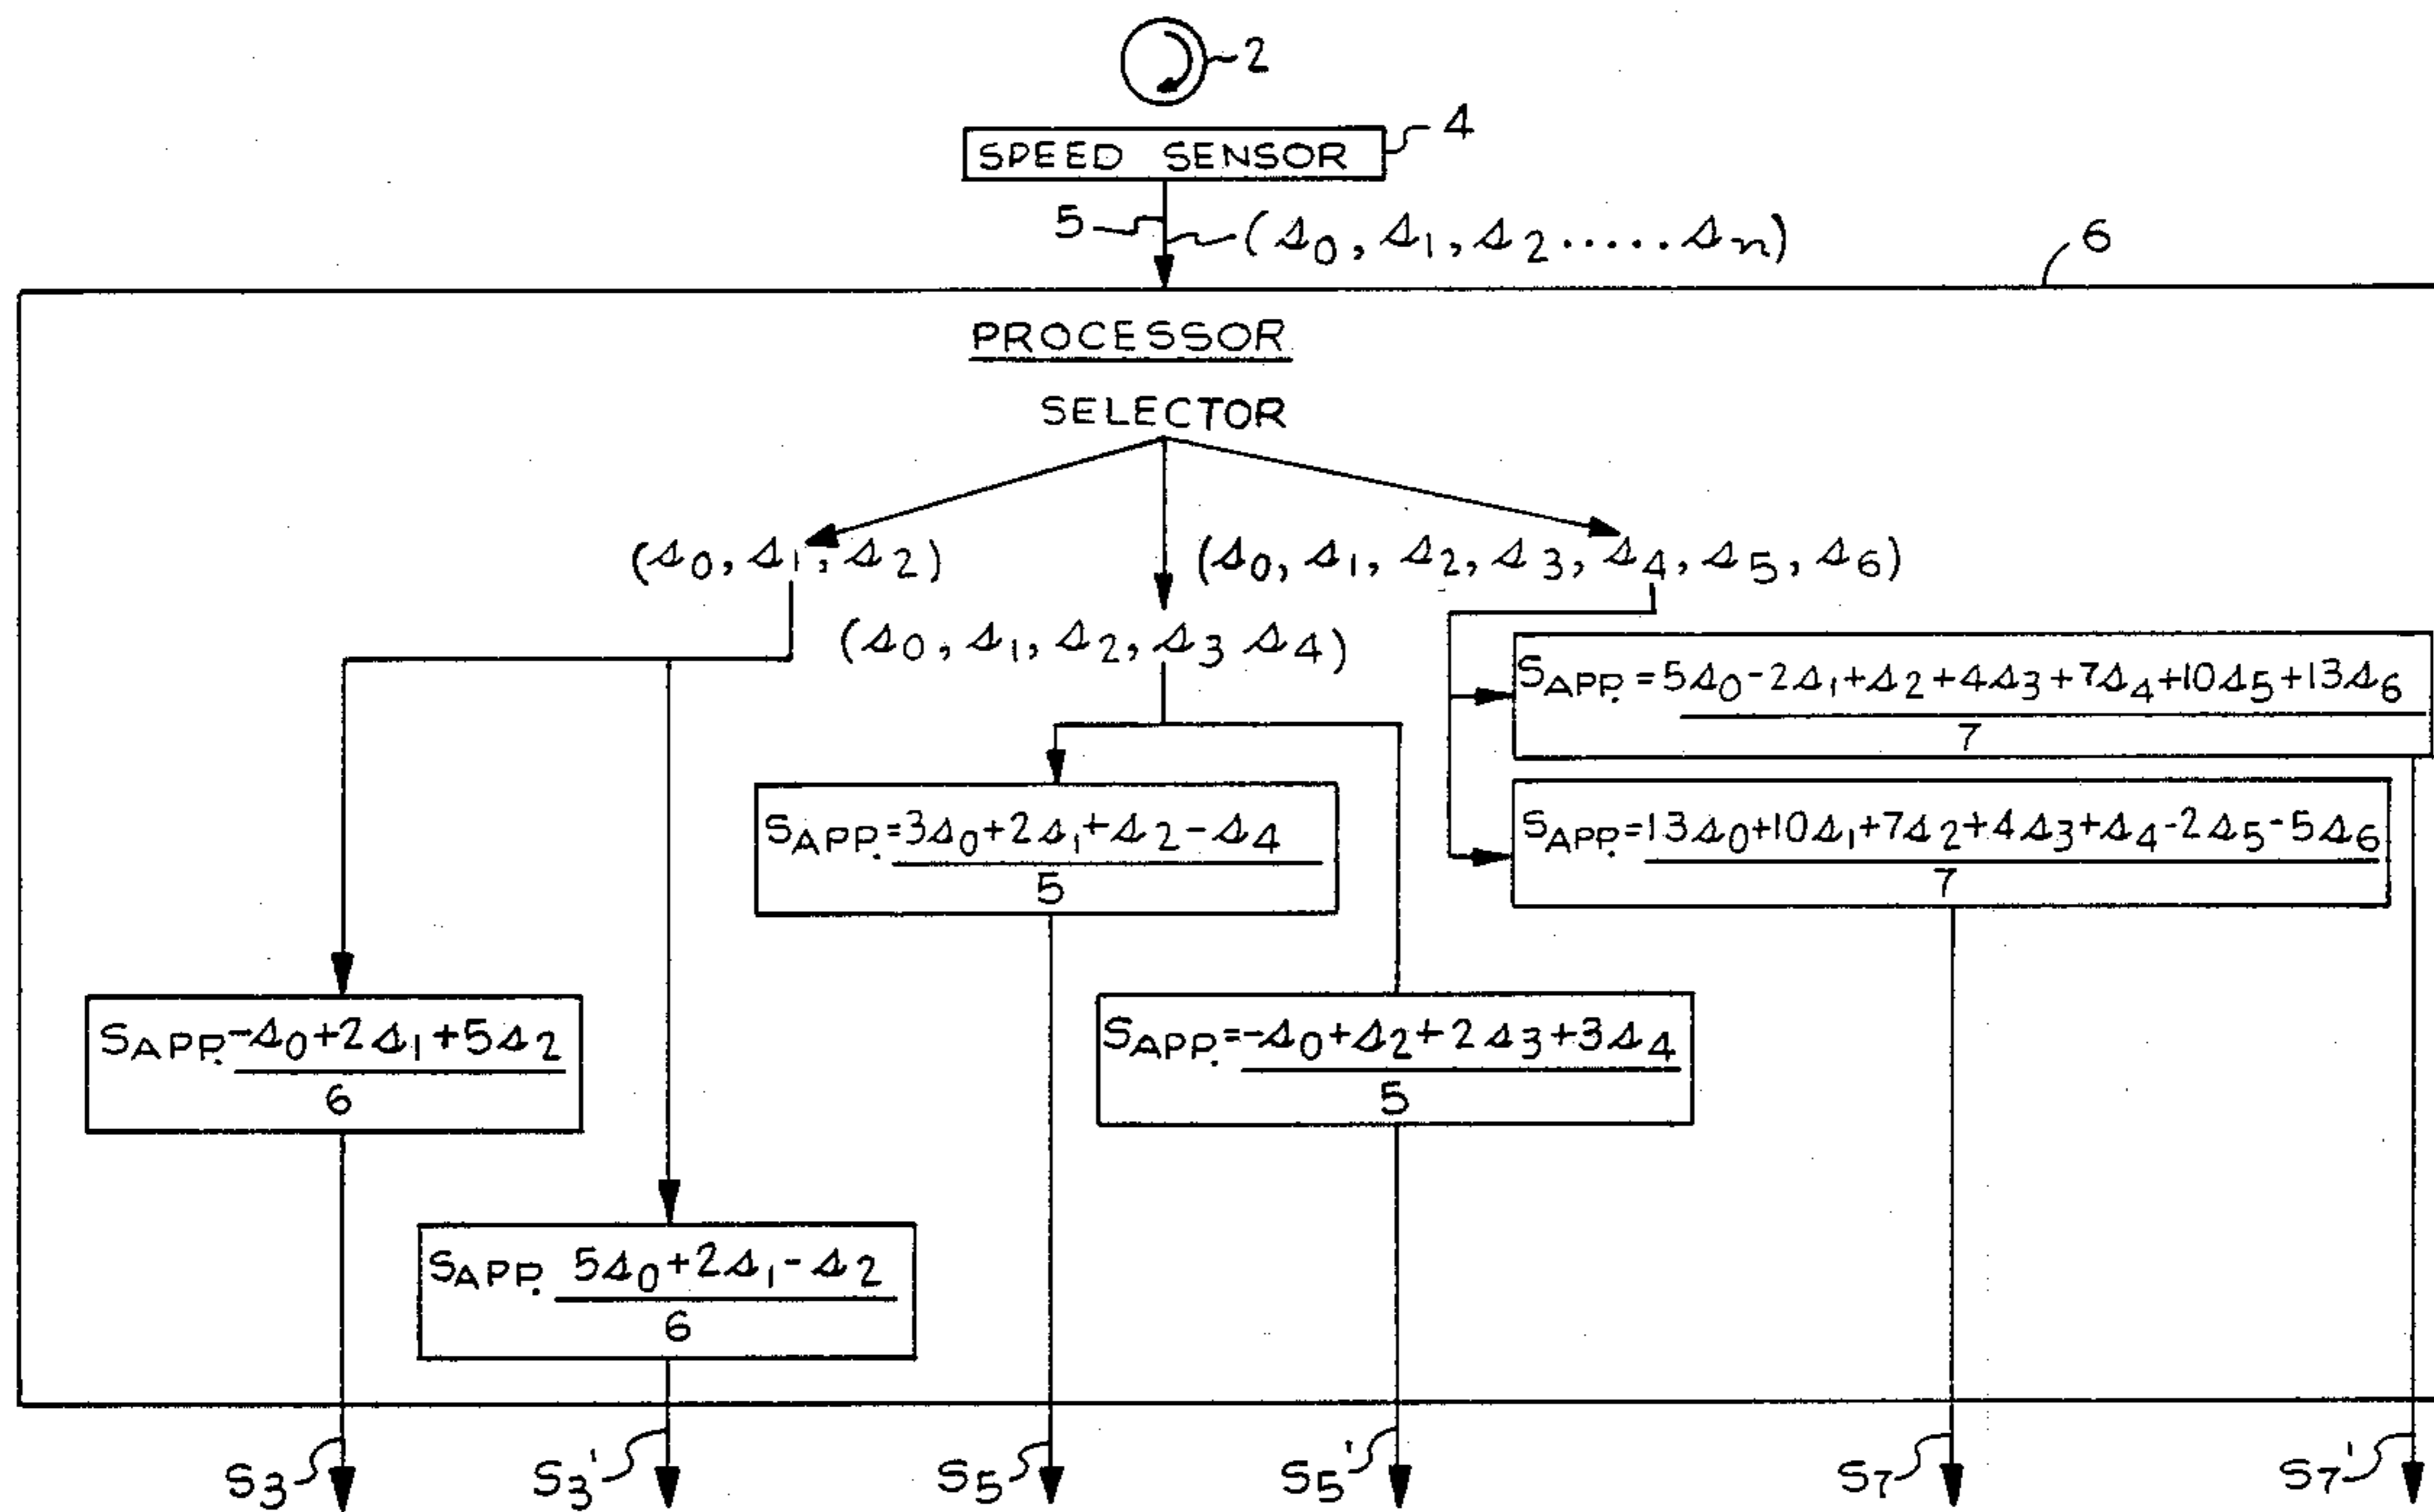 2
4
SPEED SENSOR
5 (s0, s1, s2.....sn)
6
PROCESSOR
SELECTOR
(s0, s1, s2)
(s0, s1, s2, s3, s4, s5, s6)
(s0, s1, s2, s3 s4)
SAPP. = 5s0-2s1+s2+4s3+7s4+10s5+13s6
7
SAPP.=3s0+2s1+s2-s4
5
SAPP.=13s0+10s1+7s2+4s3+s4-2s5-5s6
7
SAPP.-s0+2s1+5s2
6
SAPP.=-s0+s2+2s3+3s4
5
SAPP. 5s0+2s1-s2
6
S3
S3'
S5
S5'
S7
S7'